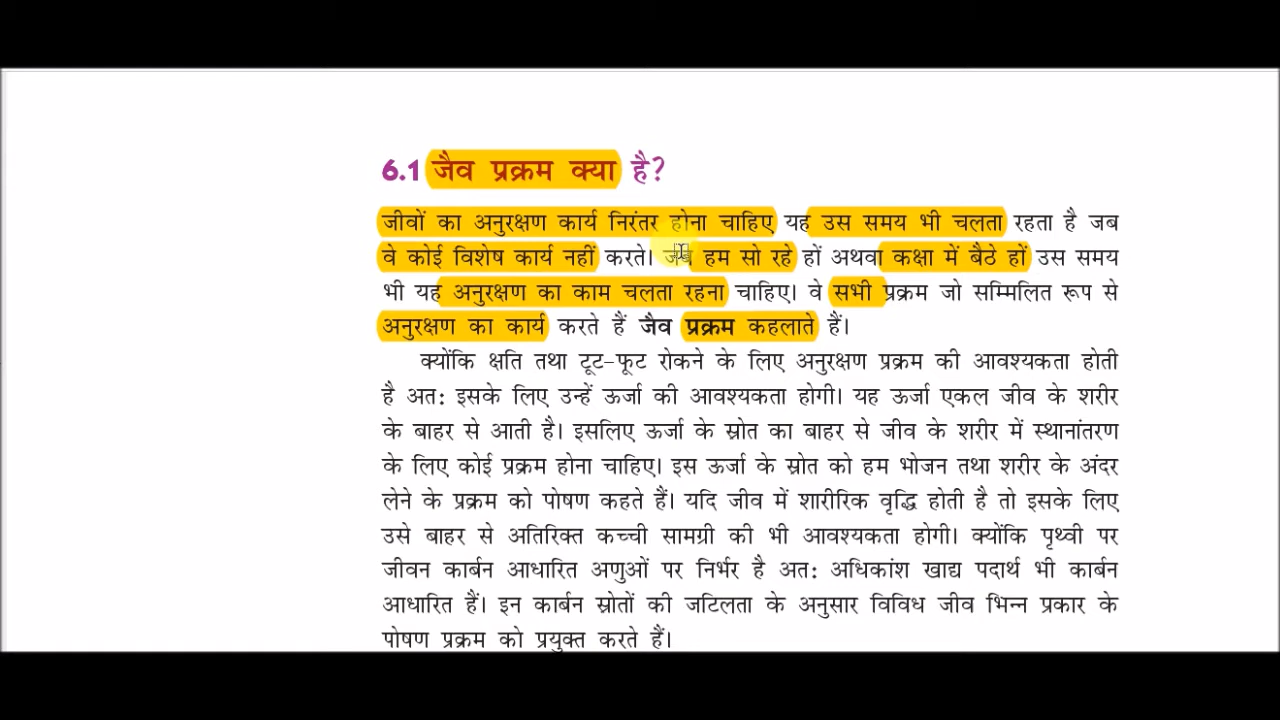 6.1 जैव प्रक्रम क्या है?
जीवों का अनुरक्षण कार्य निरंतर होना चाहिए यह उस समय भी चलता रहता है जब
वे कोई विशेष कार्य नहीं करते। जब हम सो रहे हों अथवा कक्षा में बैठे हों उस समय
भी यह अनुरक्षण का काम चलता रहना चाहिए। वे सभी प्रक्रम जो सम्मिलित रूप से
अनुरक्षण का कार्य करते हैं जैव प्रक्रम कहलाते हैं।
क्योंकि क्षति तथा टूट-फूट रोकने के लिए अनुरक्षण प्रक्रम की आवश्यकता होती
है अत: इसके लिए उन्हें ऊर्जा की आवश्यकता होगी। यह ऊर्जा एकल जीव के शरीर
के बाहर से आती है। इसलिए ऊर्जा के स्रोत का बाहर से जीव के शरीर में स्थानांतरण
के लिए कोई प्रक्रम होना चाहिए। इस ऊर्जा के स्रोत को हम भोजन तथा शरीर के अंदर
लेने के प्रक्रम को पोषण कहते हैं। यदि जीव में शारीरिक वृद्धि होती है तो इसके लिए
उसे बाहर से अतिरिक्त कच्ची सामग्री की भी आवश्यकता होगी। क्योंकि पृथ्वी पर
जीवन कार्बन आधारित अणुओं पर निर्भर है अत: अधिकांश खाद्य पदार्थ भी कार्बन
आधारित हैं। इन कार्बन स्रोतों की जटिलता के अनुसार विविध जीव भिन्न प्रकार के
पोषण प्रक्रम को प्रयुक्त करते हैं।